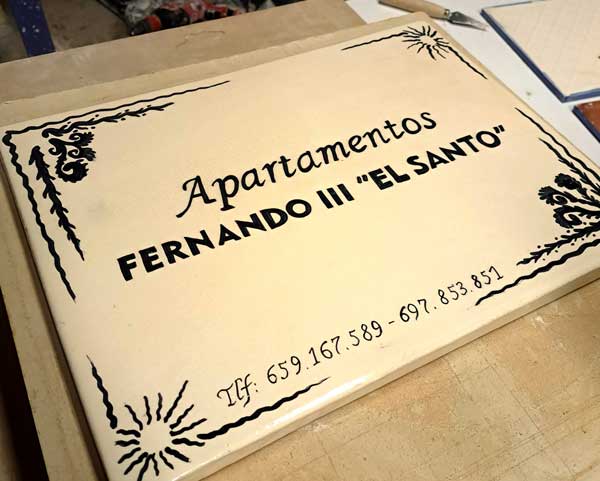 Apartamentos
FERNANDO III "EL SANTO"
Tlf: 659.167.589 - 697.853.851